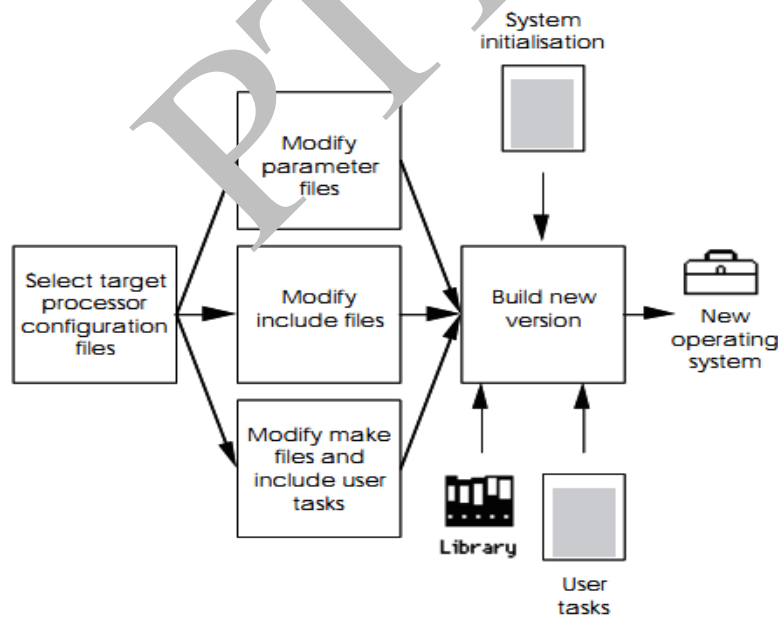 System
initialisation
Modify
parameter
files
Select target
processor
configuration
files
Modify
include files
Build new
version
New
operating
system
Modify make
files and
include user
tasks
Library
User
tasks